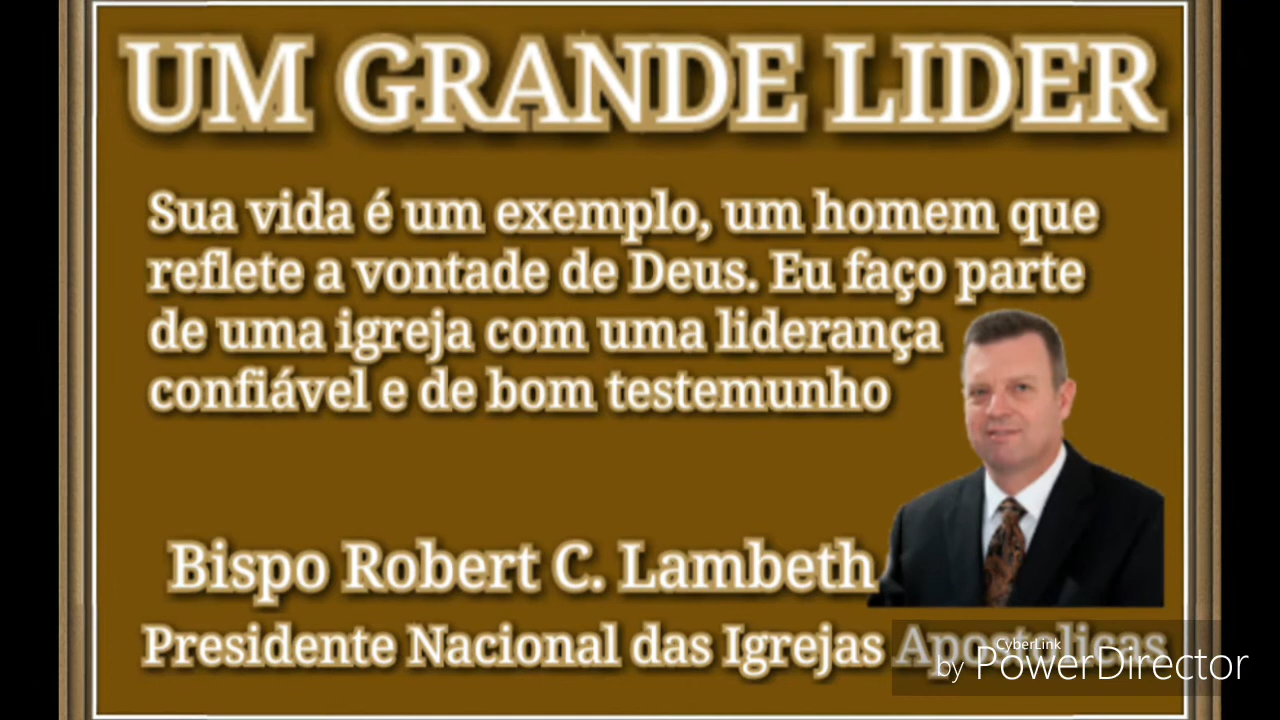 UM GRANDE LIDER
Sua vida é um exemplo, um homem que
reflete a vontade de Deus. Eu faço parte
de uma igreja com uma liderança
confiável e de bom testemunho
Bispo Robert C. Lambeth
Presidente Nacional das Igrejas Apostolicas
CyberLink
by PowerDirector